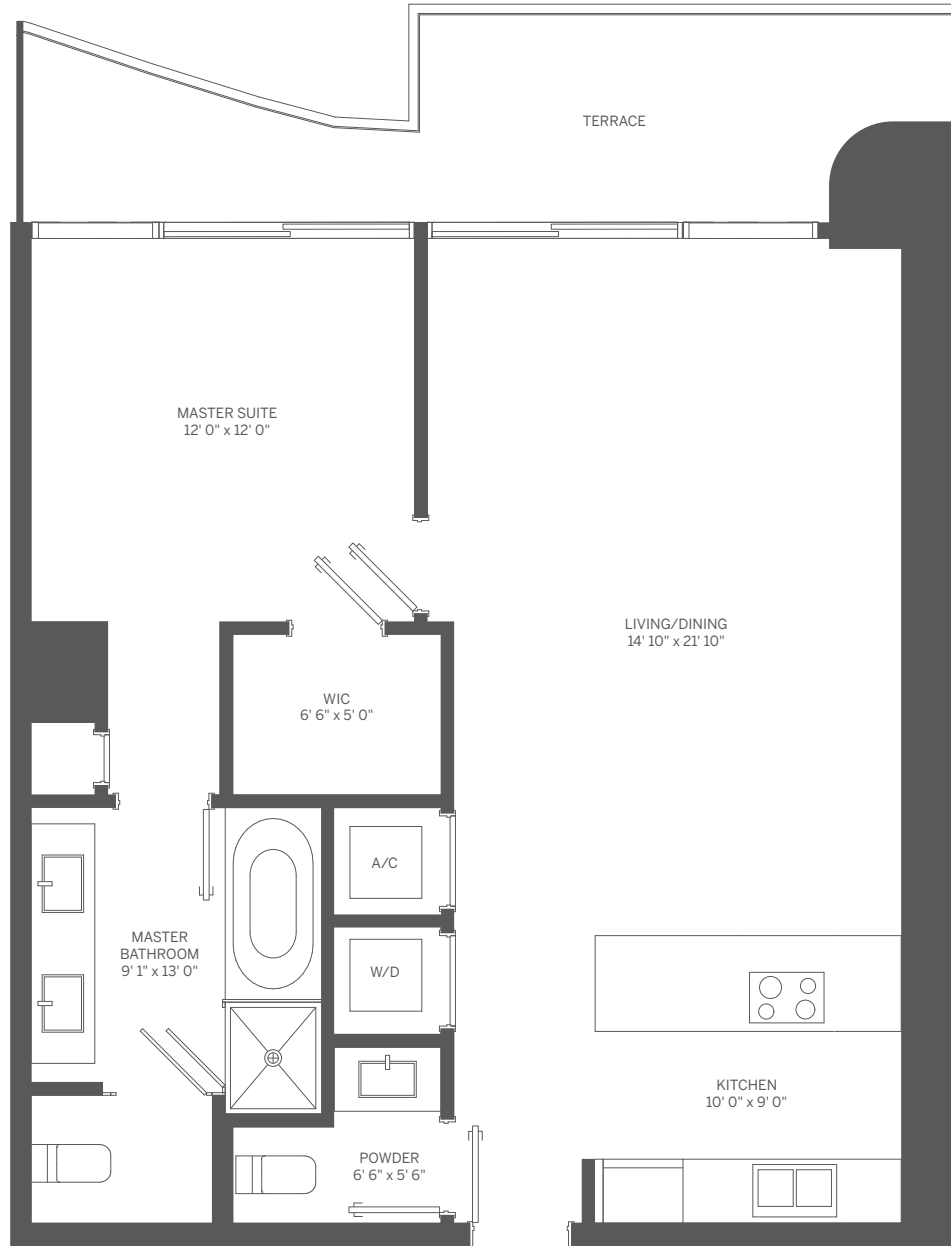 TERRACE
MASTER SUITE
12' 0" x 12' 0"
LIVING/DINING
14' 10" x 21' 10"
WIC
6' 6" x 5' 0"
A/C
MASTER
BATHROOM
9' 1" x 13' 0"
W/D
KITCHEN
10' 0" x 9' 0"
POWDER
6' 6" x 5' 6"